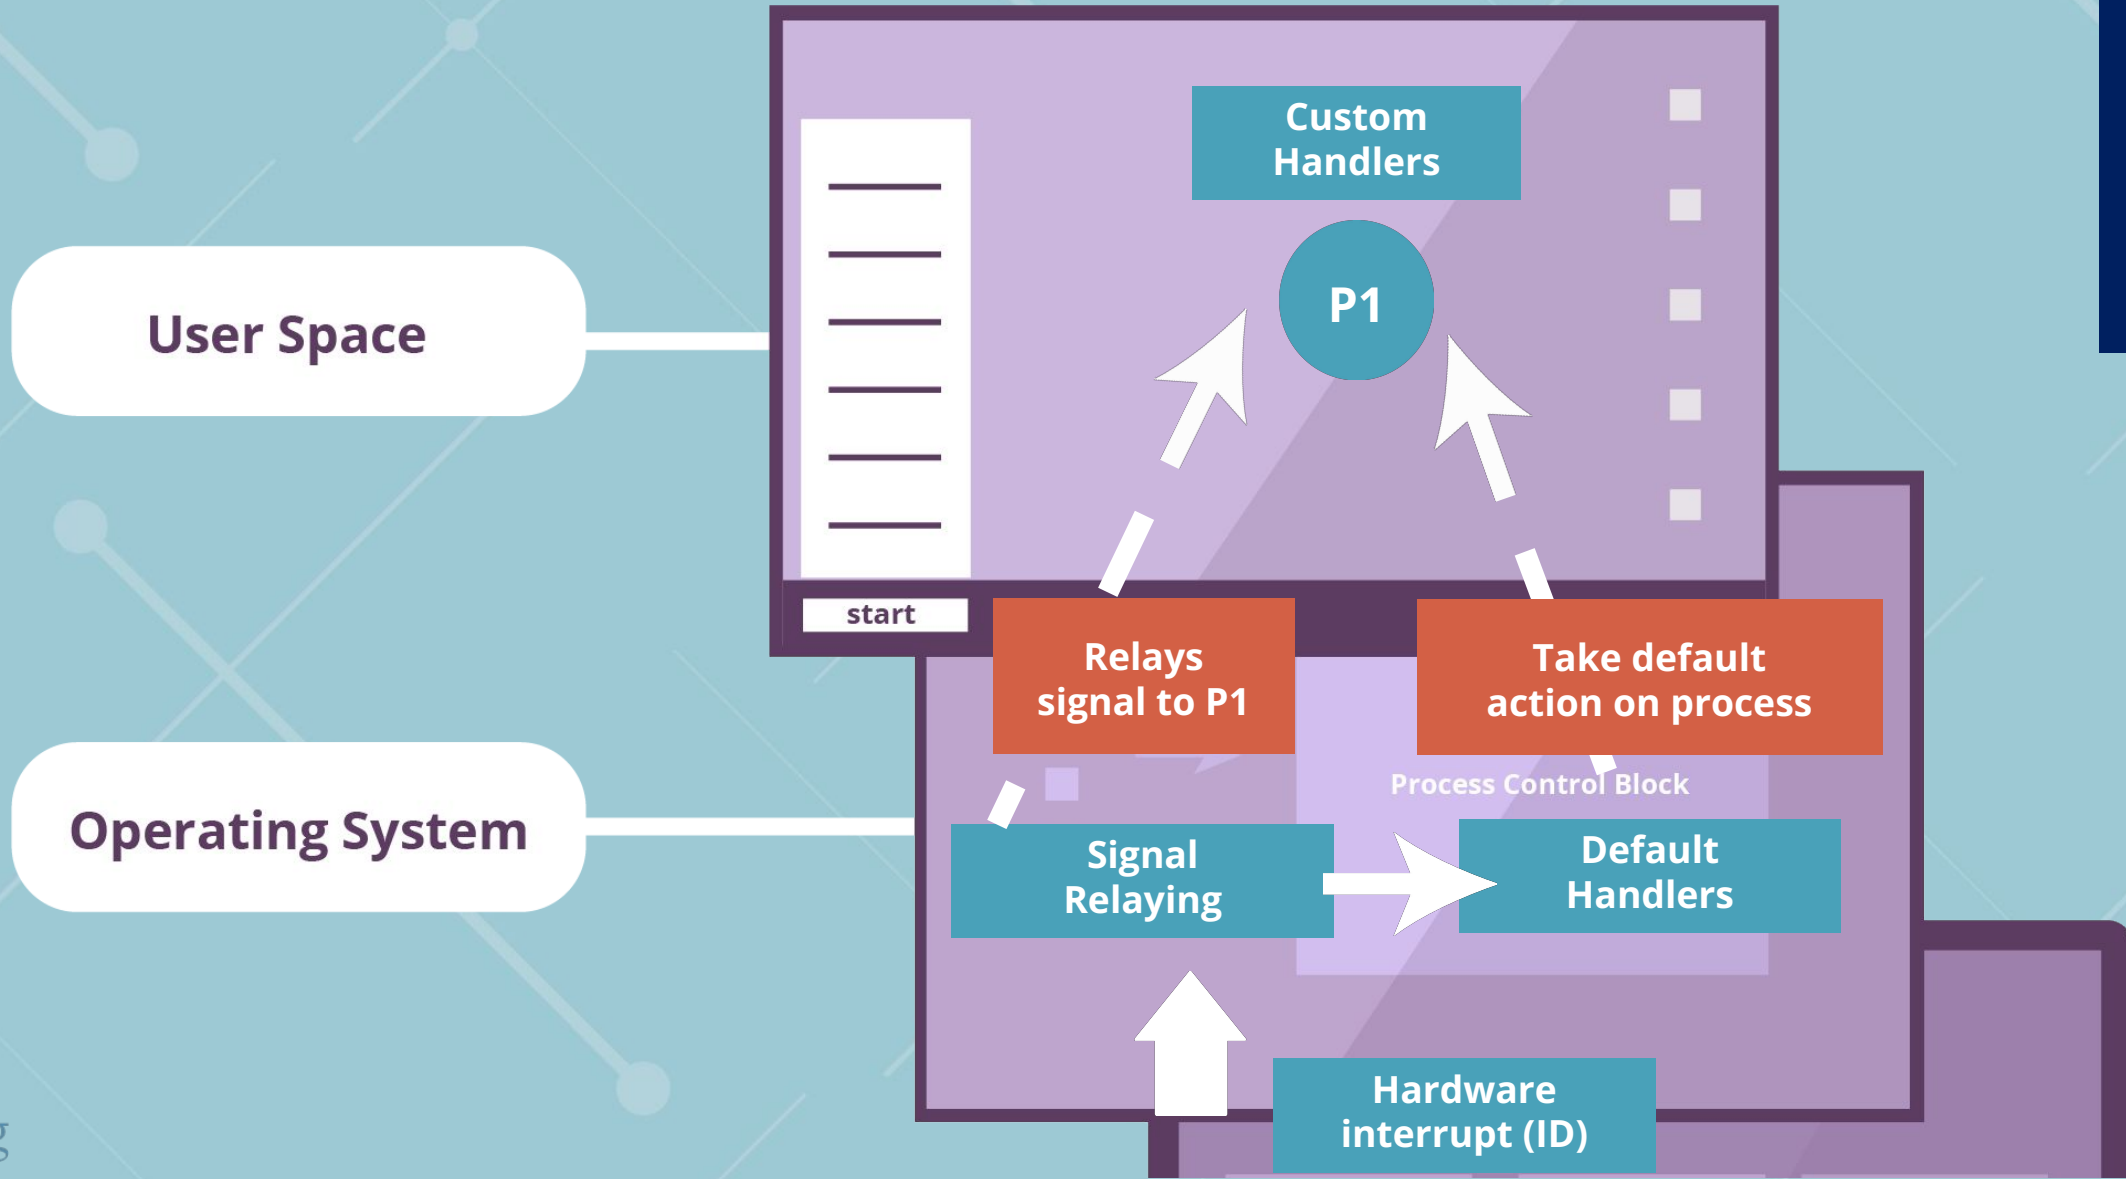 Custom
Handlers
P1
User Space
start
Relays
signal to P1
Take default
action on process
Process Control Block
Operating System
Signal
Relaying
Default
Handlers
Hardware
interrupt (ID)
g